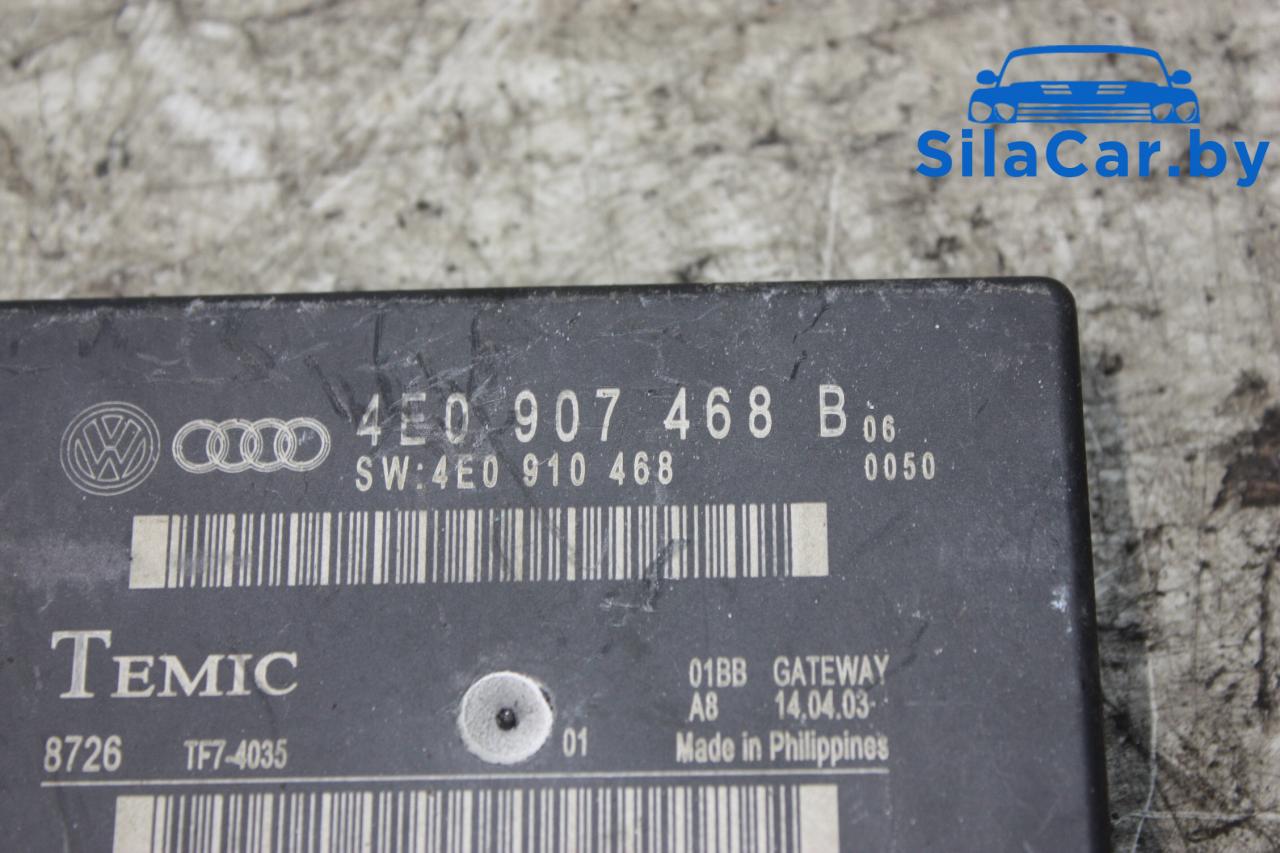 SilaCar.by
4E0 907 468 B 06
SW:4E0 910 468 0050
TEMIC
01BB GATEWAY
A8 14.04.03
8726 TF7-4035 01 Made in Philippines